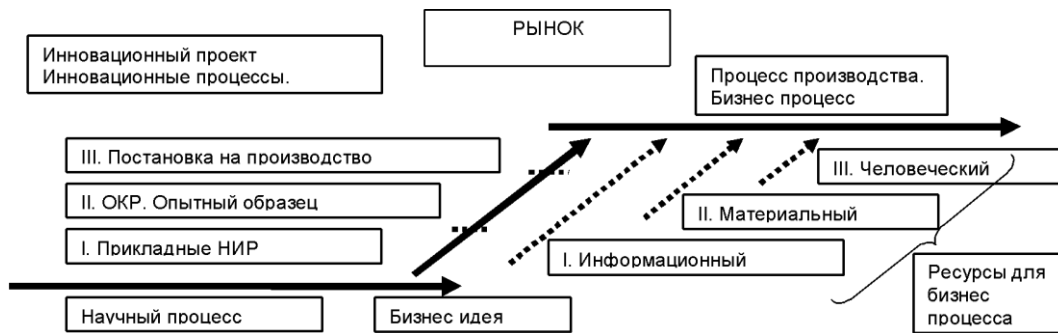 РЫНОК
Инновационный проект
Инновационные процессы.
Процесс производства.
Бизнес процесс
III. Постановка на производство
II. ОКР. Опытный образец
I. Прикладные НИР
III. Человеческий
II. Материальный
I. Информационный
Научный процесс
Бизнес идея
Ресурсы для
бизнес
процесса